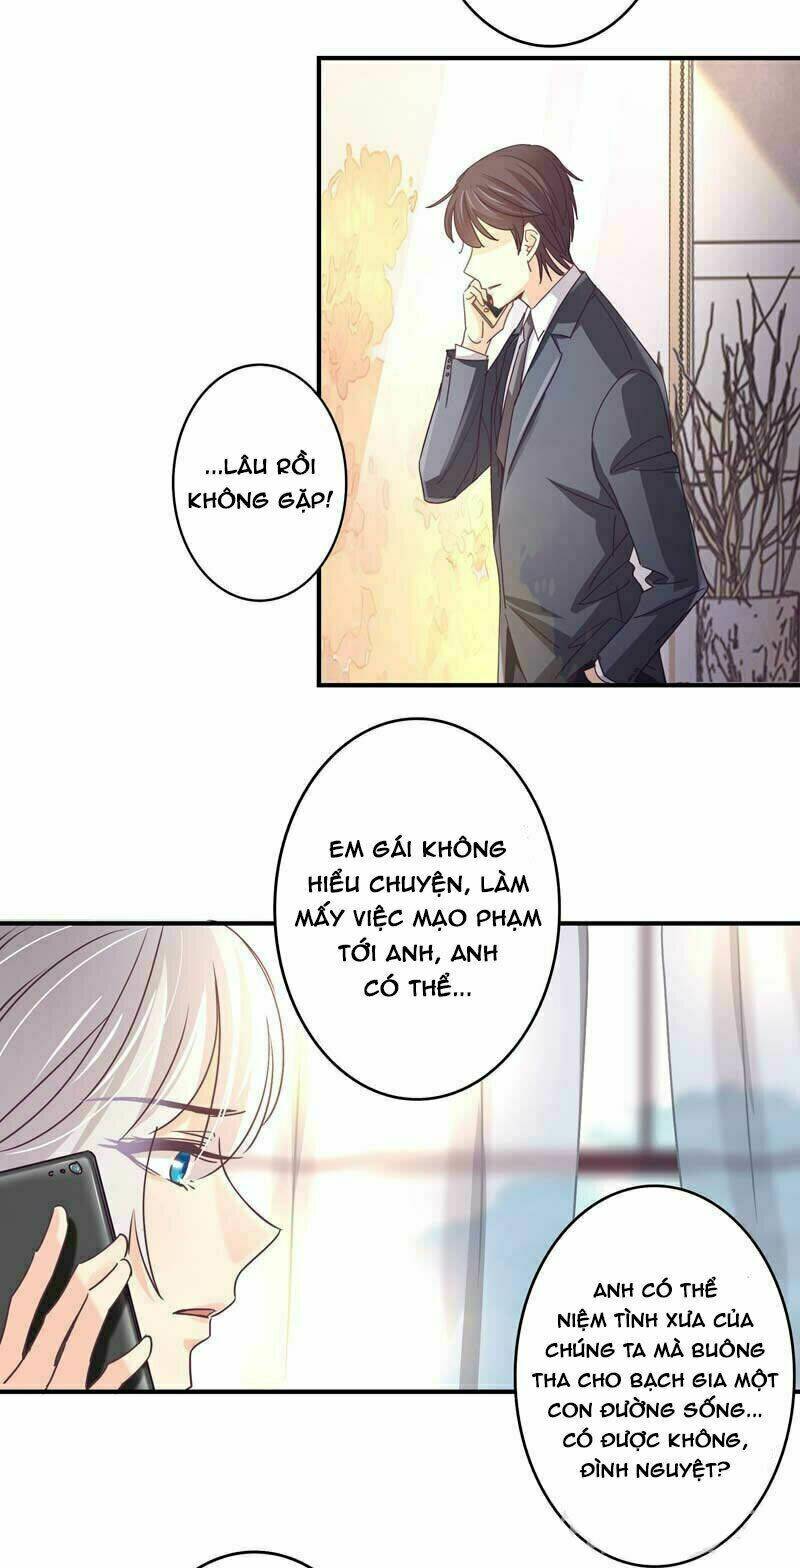 ...LÂU RỒI
KHÔNG GẶP!
EM GÁI KHÔNG
HIỂU CHUYỆN, LÀM
MẤY VIỆC MẠO PHẠM
TỚI ANH, ANH
CÓ THỂ...
ANH CÓ THỂ
NIỆM TÌNH XƯA CỦA
CHÚNG TA MÀ BUÔNG
THA CHO BẠCH GIA MỘT
CON ĐƯỜNG SỐNG...
CÓ ĐƯỢC KHÔNG,
ĐÌNH NGUYỆT?